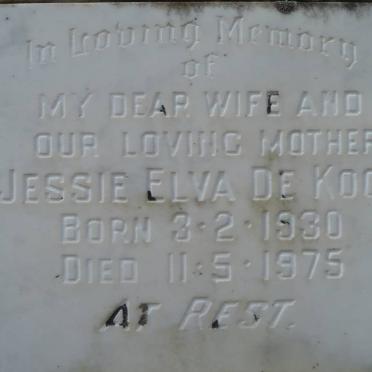 In Loving Memory
of
MY DEAR WIFE AND
OUR LOVING MOTHER
JESSIE ELVA DE
BORN 3·2·1930
DIED 11·5·1975
AT REST.